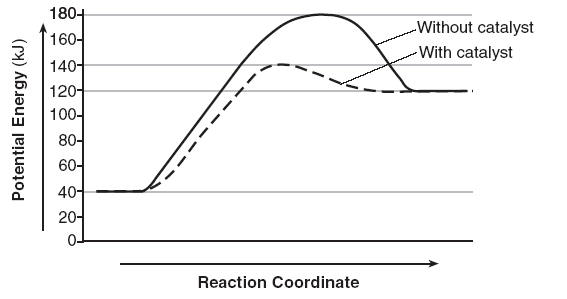 180
160
140
120
100
80
60
40
20
0
Potential Energy (kJ)
Without catalyst
With catalyst
Reaction Coordinate